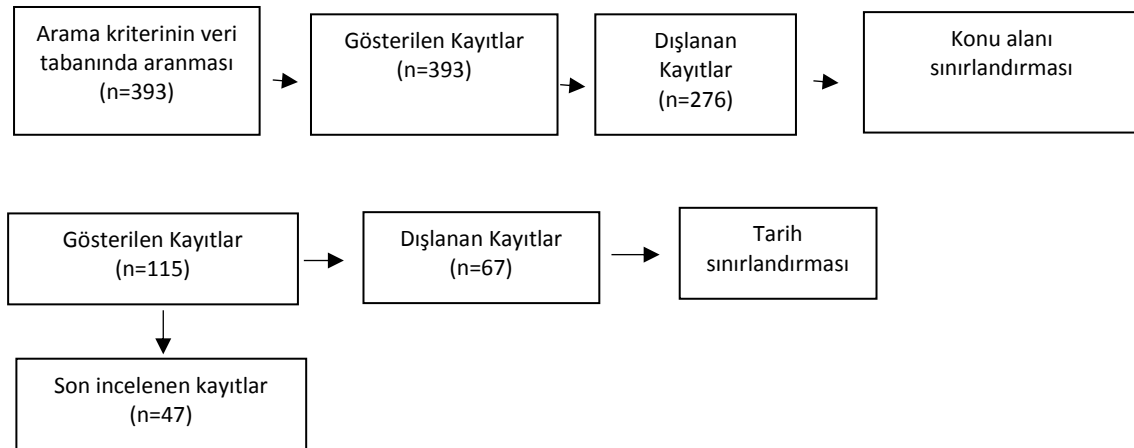 Arama kriterinin veri
tabanında aranması
(n=393)
Gösterilen Kayıtlar
(n=393)
Dışlanan
Kayıtlar
(n=276)
Konu alanı
sınırlandırması
Gösterilen Kayıtlar
(n=115)
Dışlanan Kayıtlar
(n=67)
Tarih
sınırlandırması
Son incelenen kayıtlar
(n=47)